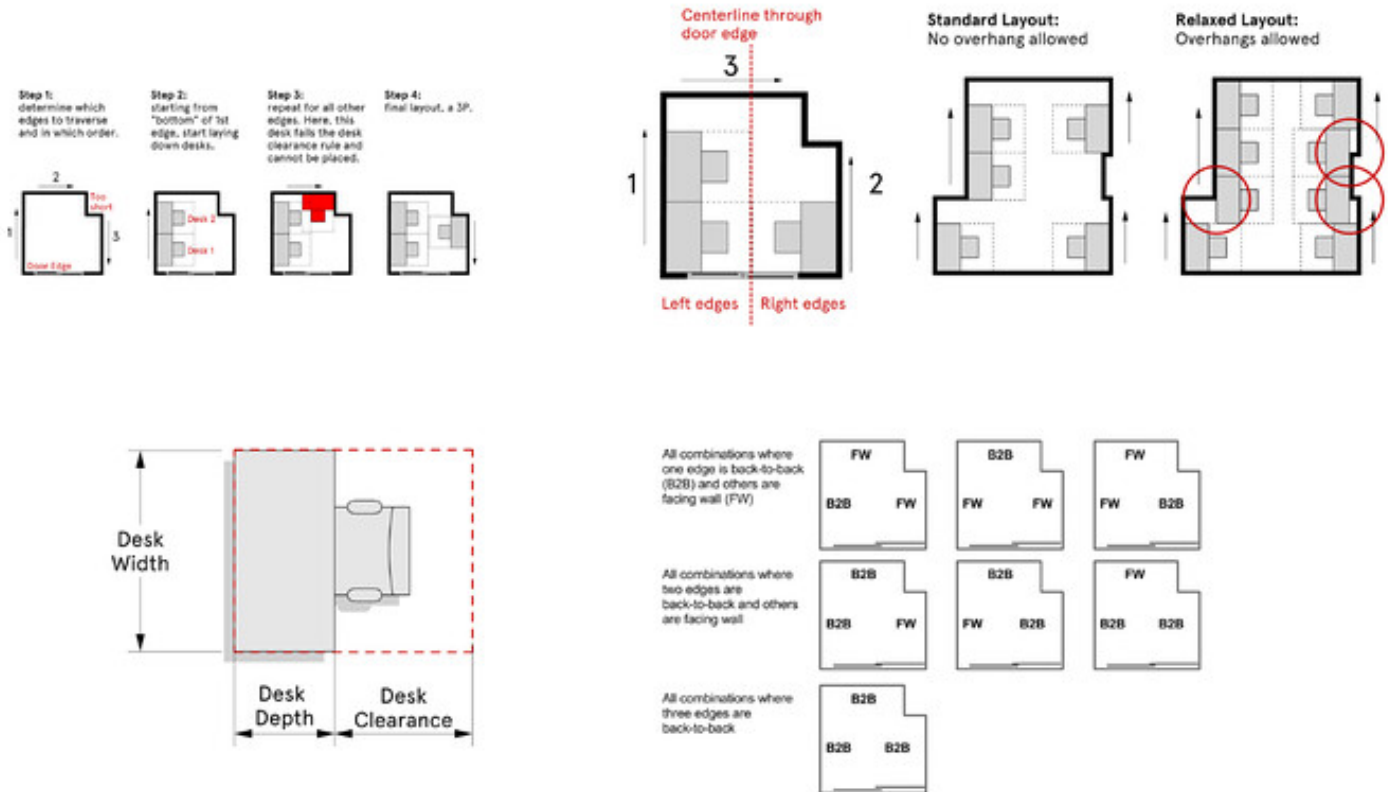 Step 1:
determine which
edges to traverse
and in which order.
Step 2:
starting from
"bottom" of 1st
edge, start laying
down desks.
Step 3:
repeat for all other
edges. Here, this
desk fails the desk
clearance rule and
cannot be placed.
Step 4:
final layout, a 3P.
2
Too
short
1
3
Door Edge
Desk 2
Desk 1
Centerline through
door edge
3
1
2
Left edges
Right edges
Standard Layout:
No overhang allowed
Relaxed Layout:
Overhangs allowed
Desk
Width
Desk
Depth
Desk
Clearance
All combinations where
one edge is back-to-back
(B2B) and others are
facing wall (FW)
FW
B2B FW
B2B
FW FW
FW
FW B2B
All combinations where
two edges are
back-to-back and others
are facing wall
B2B
B2B FW
B2B
FW B2B
FW
B2B B2B
All combinations where
three edges are
back-to-back
B2B
B2B B2B